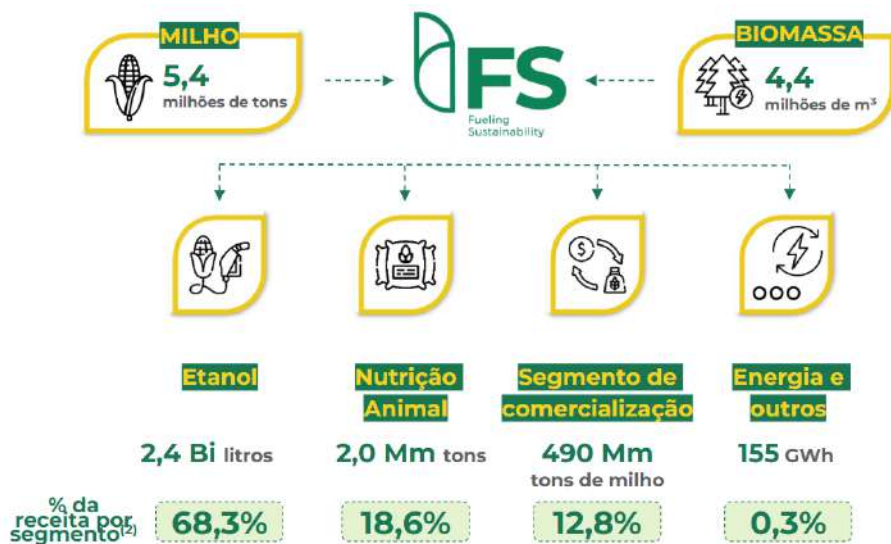 MILHO
5,4
milhões de tons
FS
Fueling
Sustainability
BIOMASSA
4,4
milhões de m³
Etanol
Nutrição
Animal
Segmento de
comercialização
Energia e
outros
2,4 Bi litros
2,0 Mm tons
490 Mm
tons de milho
155 GWh
% da
receita por
segmento(2)
68,3%
18,6%
12,8%
0,3%